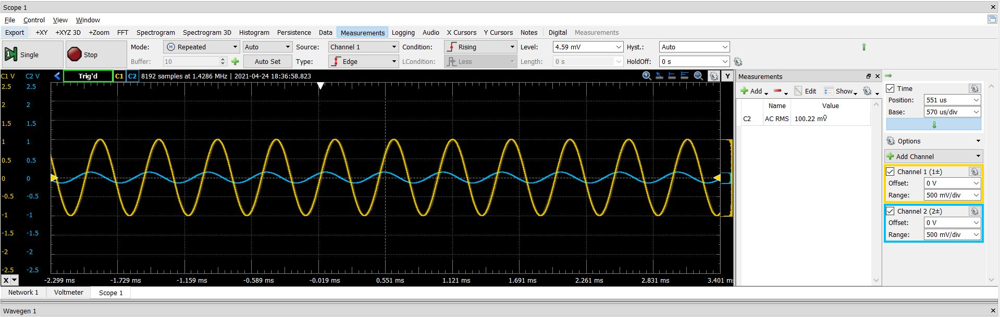 Scope 1
File Control View Window
Export +XY +XYZ 3D +Zoom FFT Spectrogram Spectrogram 3D Histogram Persistence Data Measurements Logging Audio X Cursors Y Cursors Notes Digital Measurements
Single Stop Mode: Repeated Auto Source: Channel 1 Condition: Rising Level: 4.59 mV Hyst.: Auto
Buffer: 10 Auto Set Type: Edge LCondition: Less Length: 0 s HoldOff: 0 s
C1 V C2 V Trig'd C1 C2 8192 samples at 1.4286 MHz | 2021-04-24 18:36:58.823 Y
2.5 2.5
2 2
1.5 1.5
1 1
0.5 0.5
0 0
-0.5 -0.5
-1 -1
-1.5 -1.5
-2 -2
-2.5 -2.5
X -2.299 ms -1.729 ms -1.159 ms -0.589 ms -0.019 ms 0.551 ms 1.121 ms 1.691 ms 2.261 ms 2.831 ms 3.401 ms
Measurements
Add Edit Show
Name Value
C2 AC RMS 100.22 mṼ
Time
Position: 551 us
Base: 570 us/div
Options
Add Channel
Channel 1 (1±)
Offset: 0 V
Range: 500 mV/div
Channel 2 (2±)
Offset: 0 V
Range: 500 mV/div
Network 1 Voltmeter Scope 1
Wavegen 1